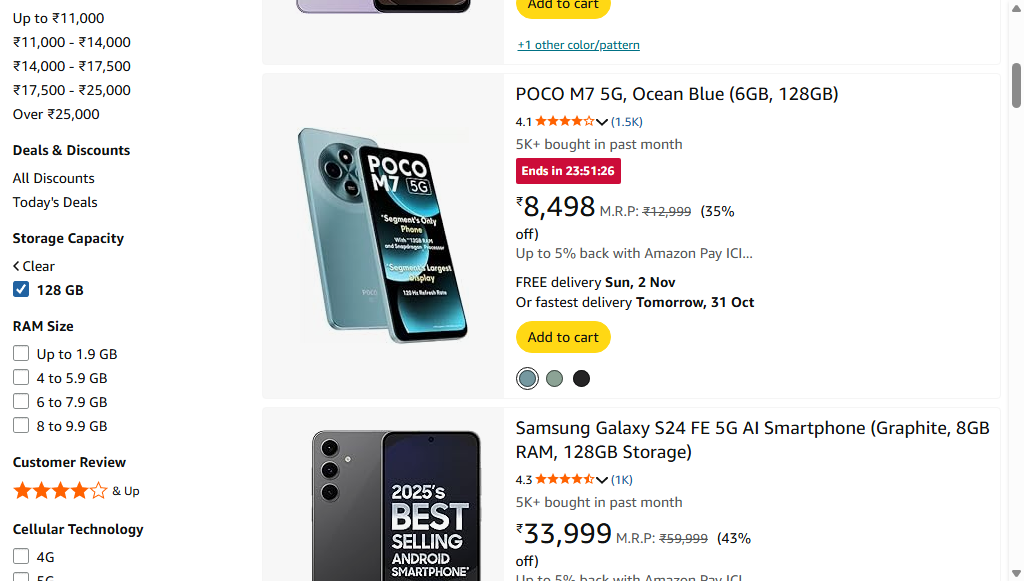 Up to ₹11,000
₹11,000 - ₹14,000
₹14,000 - ₹17,500
₹17,500 - ₹25,000
Over ₹25,000
Deals & Discounts
All Discounts
Today's Deals
Storage Capacity
Clear
128 GB
RAM Size
Up to 1.9 GB
4 to 5.9 GB
6 to 7.9 GB
8 to 9.9 GB
Customer Review
& Up
Cellular Technology
4G
5G
Add to cart
+1 other color/pattern
POCO
M7 5G
"Segment's Only
Phone
With *12GB RAM
and Snapdragon Processor
"Segment's Largest
Display
120 Hz Refresh Rate
POCO
POCO M7 5G, Ocean Blue (6GB, 128GB)
4.1 (1.5K)
5K+ bought in past month
Ends in 23:51:26
₹8,498 M.R.P: ₹12,999 (35%
off)
Up to 5% back with Amazon Pay ICI…
FREE delivery Sun, 2 Nov
Or fastest delivery Tomorrow, 31 Oct
Add to cart
2025's
BEST
SELLING
ANDROID
SMARTPHONE*
Samsung Galaxy S24 FE 5G AI Smartphone (Graphite, 8GB
RAM, 128GB Storage)
4.3 (1K)
5K+ bought in past month
₹33,999 M.R.P: ₹59,999 (43%
off)
Up to 5% back with Amazon Pay ICI